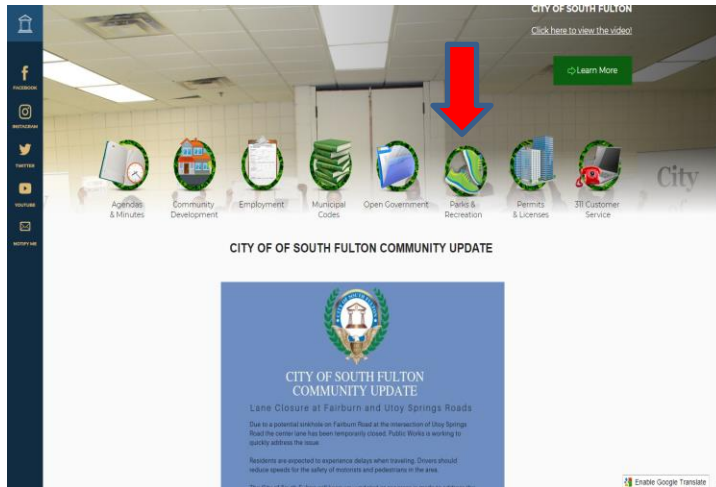 CITY OF SOUTH FULTON
Click here to view the video!
Learn More
FACEBOOK
INSTAGRAM
TWITTER
YOUTUBE
NOTIFY ME
Agendas
& Minutes
Community
Development
Employment
Municipal
Codes
Open Government
Parks &
Recreation
Permits
& Licenses
311 Customer
Service
City
CITY OF OF SOUTH FULTON COMMUNITY UPDATE
CITY OF SOUTH FULTON
COMMUNITY UPDATE
Lane Closure at Fairburn and Utoy Springs Roads
Due to a potential sinkhole on Fairburn Road at the intersection of Utoy Springs
Road the center lane has been temporarily closed. Public Works is working to
quickly address the issue.
Residents are expected to experience delays when traveling. Drivers should
reduce speeds for the safety of motorists and pedestrians in the area.
Enable Google Translate